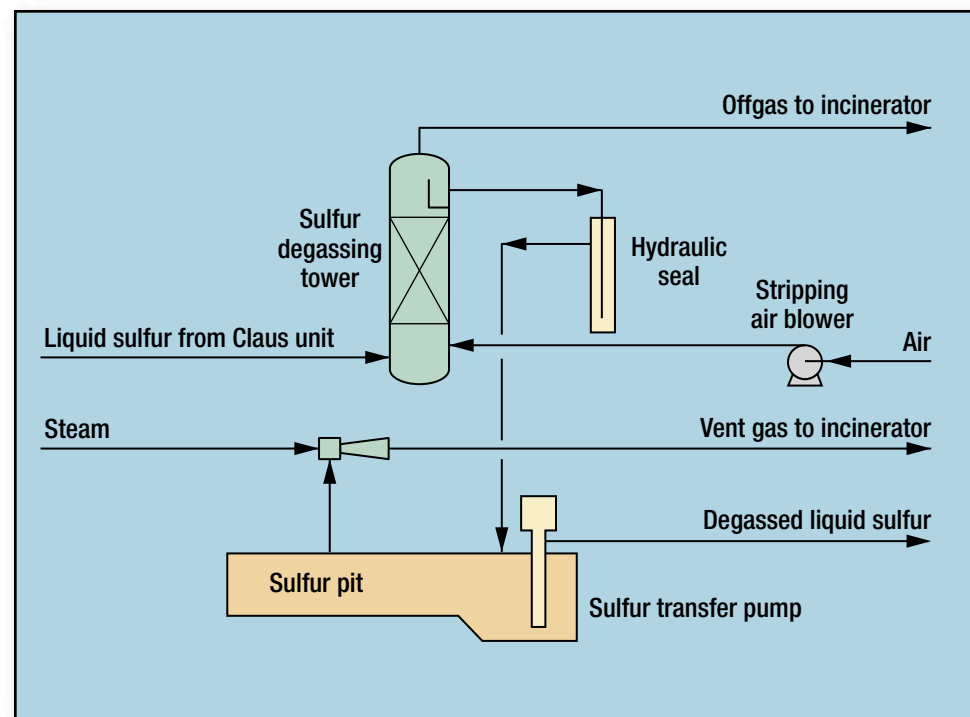 Offgas to incinerator
Sulfur
degassing
tower
Hydraulic
seal
Stripping
air blower
Liquid sulfur from Claus unit
Air
Steam
Vent gas to incinerator
Degassed liquid sulfur
Sulfur pit
Sulfur transfer pump